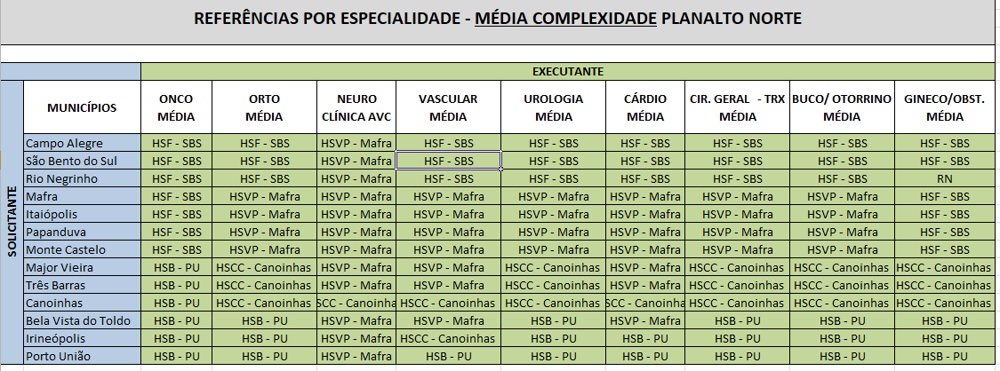 REFERÊNCIAS POR ESPECIALIDADE - MÉDIA COMPLEXIDADE PLANALTO NORTE
EXECUTANTE
SOLICITANTE
MUNICÍPIOS ONCO MÉDIA ORTO MÉDIA NEURO CLÍNICA AVC VASCULAR MÉDIA UROLOGIA MÉDIA CÁRDIO MÉDIA CIR. GERAL - TRX MÉDIA BUCO/ OTORRINO MÉDIA GINECO/OBST. MÉDIA
Campo Alegre HSF - SBS HSF - SBS HSVP - Mafra HSF - SBS HSF - SBS HSF - SBS HSF - SBS HSF - SBS HSF - SBS
São Bento do Sul HSF - SBS HSF - SBS HSVP - Mafra HSF - SBS HSF - SBS HSF - SBS HSF - SBS HSF - SBS HSF - SBS
Rio Negrinho HSF - SBS HSF - SBS HSVP - Mafra HSF - SBS HSF - SBS HSF - SBS HSF - SBS HSF - SBS RN
Mafra HSF - SBS HSVP - Mafra HSVP - Mafra HSVP - Mafra HSVP - Mafra HSVP - Mafra HSVP - Mafra HSVP - Mafra HSF - SBS
Itaiópolis HSF - SBS HSVP - Mafra HSVP - Mafra HSVP - Mafra HSVP - Mafra HSVP - Mafra HSVP - Mafra HSVP - Mafra HSF - SBS
Papanduva HSF - SBS HSVP - Mafra HSVP - Mafra HSVP - Mafra HSVP - Mafra HSVP - Mafra HSVP - Mafra HSVP - Mafra HSF - SBS
Monte Castelo HSF - SBS HSVP - Mafra HSVP - Mafra HSVP - Mafra HSVP - Mafra HSVP - Mafra HSVP - Mafra HSVP - Mafra HSF - SBS
Major Vieira HSB - PU HSCC - Canoinhas HSVP - Mafra HSVP - Mafra HSCC - Canoinhas HSVP - Mafra HSCC - Canoinhas HSCC - Canoinhas HSCC - Canoinhas
Três Barras HSB - PU HSCC - Canoinhas HSVP - Mafra HSVP - Mafra HSCC - Canoinhas HSVP - Mafra HSCC - Canoinhas HSCC - Canoinhas HSCC - Canoinhas
Canoinhas HSB - PU HSCC - Canoinhas SCC - Canoinha HSCC - Canoinhas HSCC - Canoinhas SCC - Canoinha HSCC - Canoinhas HSCC - Canoinhas HSCC - Canoinhas
Bela Vista do Toldo HSB - PU HSB - PU HSVP - Mafra HSVP - Mafra HSB - PU HSVP - Mafra HSB - PU HSB - PU HSB - PU
Irineópolis HSB - PU HSB - PU HSVP - Mafra HSCC - Canoinhas HSB - PU HSB - PU HSB - PU HSB - PU HSB - PU
Porto União HSB - PU HSB - PU HSVP - Mafra HSB - PU HSB - PU HSB - PU HSB - PU HSB - PU HSB - PU